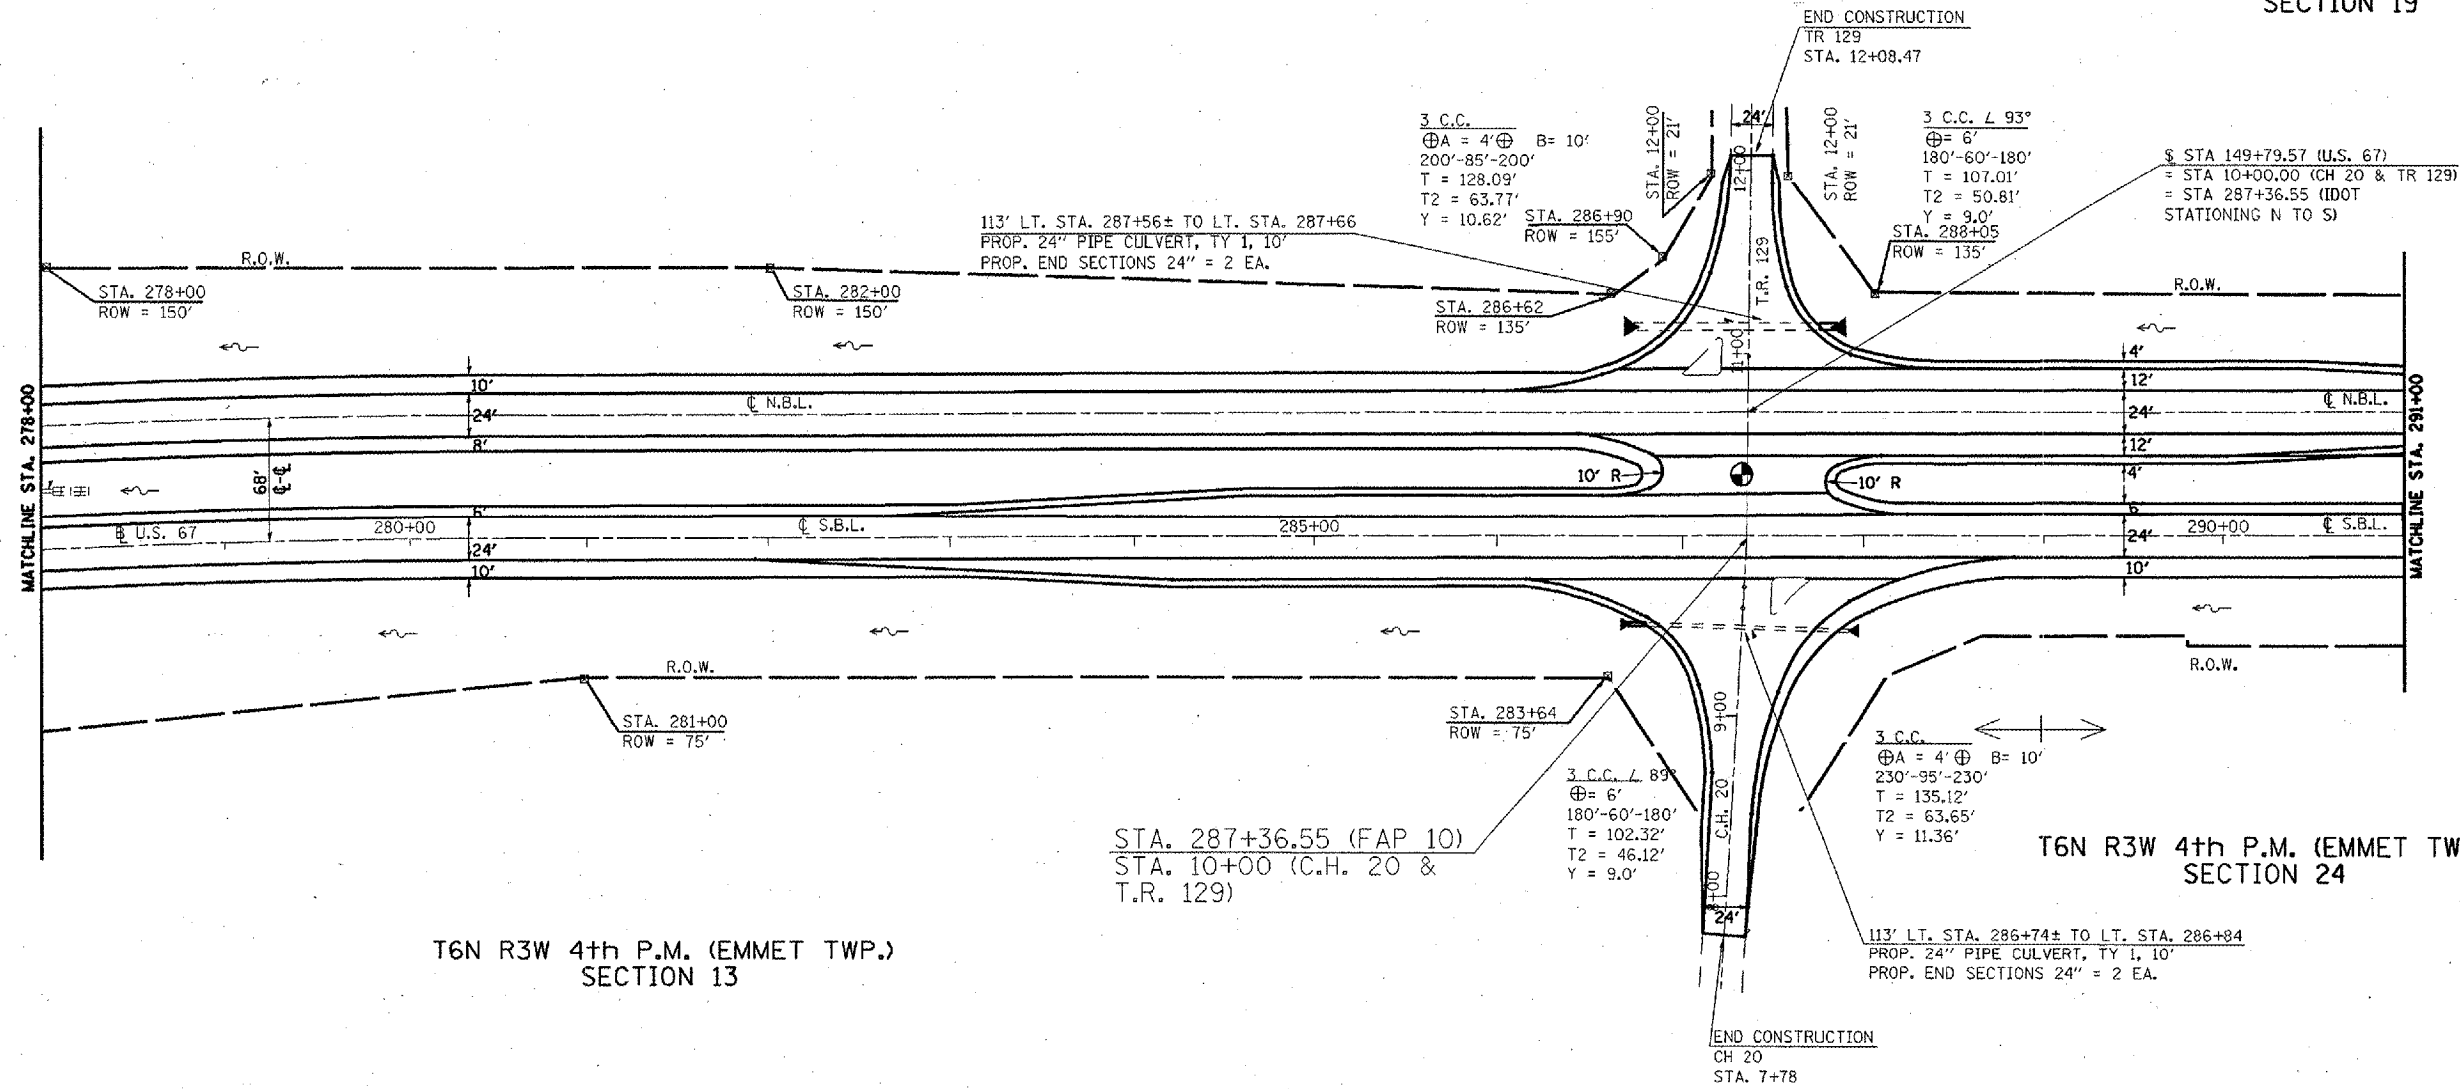 SECTION 19
END CONSTRUCTION
TR 129
STA. 12+08.47
3 C.C.
⊕A = 4' ⊕ B= 10'
200'-85'-200'
T = 128.09'
T2 = 63.77'
Y = 10.62'
STA. 12+00
ROW = 21'
24'
12+00
STA. 12+00
ROW = 21'
3 C.C. ∠ 93°
⊕= 6'
180'-60'-180'
T = 107.01'
T2 = 50.81'
Y = 9.0'
STA 149+79.57 (U.S. 67)
= STA 10+00.00 (CH 20 & TR 129)
= STA 287+36.55 (IDOT
STATIONING N TO S)
113' LT. STA. 287+56± TO LT. STA. 287+66
PROP. 24" PIPE CULVERT, TY 1, 10'
PROP. END SECTIONS 24" = 2 EA.
STA. 286+90
ROW = 155'
STA. 288+05
ROW = 135'
R.O.W.
STA. 278+00
ROW = 150'
STA. 282+00
ROW = 150'
STA. 286+62
ROW = 135'
T.R. 129
R.O.W.
11+00
MATCHLINE STA. 278+00
10'
24'
8'
℄ N.B.L.
4'
12'
24'
12'
4'
℄ N.B.L.
MATCHLINE STA. 291+00
68'
℄-℄
10' R
10' R
6'
6'
U.S. 67
280+00
℄ S.B.L.
285+00
290+00
℄ S.B.L.
24'
10'
24'
10'
R.O.W.
R.O.W.
STA. 281+00
ROW = 75'
STA. 283+64
ROW = 75'
9+00
3 C.C. ∠ 89°
⊕= 6'
180'-60'-180'
T = 102.32'
T2 = 46.12'
Y = 9.0'
C.H. 20
3 C.C.
⊕A = 4' ⊕ B= 10'
230'-95'-230'
T = 135.12'
T2 = 63.65'
Y = 11.36'
STA. 287+36.55 (FAP 10)
STA. 10+00 (C.H. 20 &
T.R. 129)
T6N R3W 4th P.M. (EMMET TW
SECTION 24
24'
113' LT. STA. 286+74± TO LT. STA. 286+84
PROP. 24" PIPE CULVERT, TY 1, 10'
PROP. END SECTIONS 24" = 2 EA.
T6N R3W 4th P.M. (EMMET TWP.)
SECTION 13
END CONSTRUCTION
CH 20
STA. 7+78